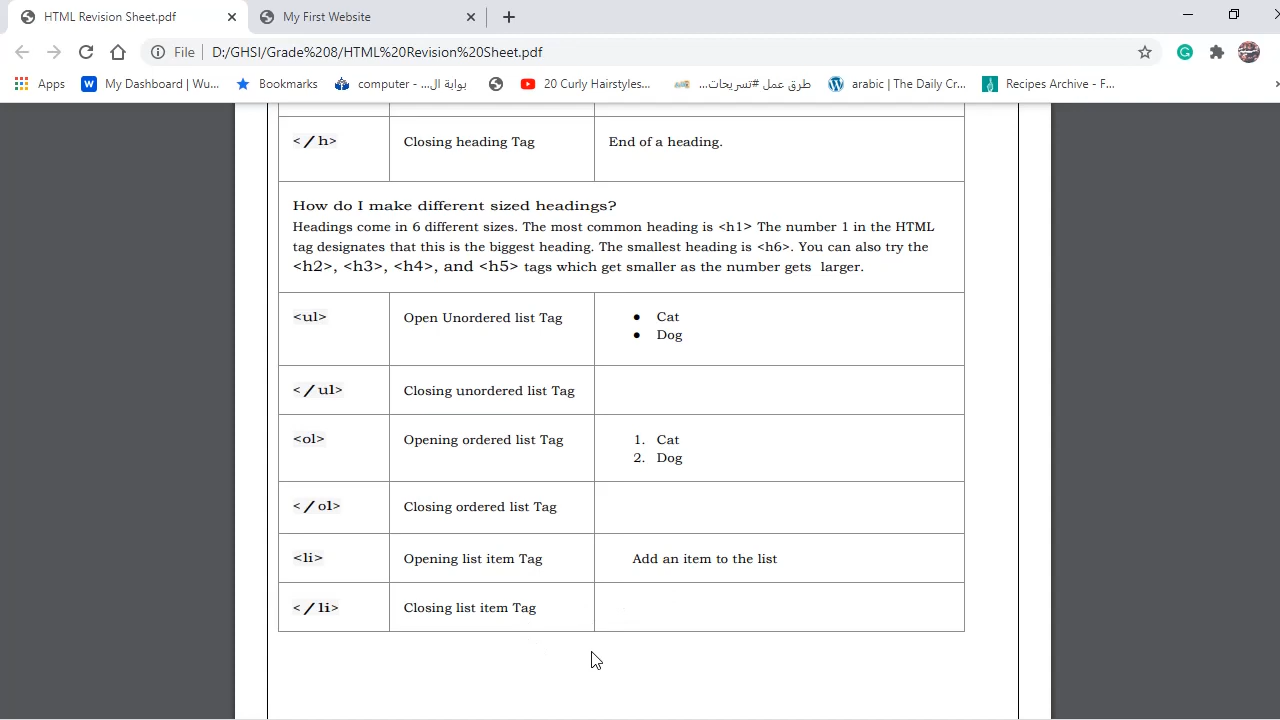 HTML Revision Sheet.pdf
My First Website
File D:/GHSI/Grade%208/HTML%20Revision%20Sheet.pdf
Apps My Dashboard | Wu... Bookmarks computer - ...بوابة ال 20 Curly Hairstyles... طرق عمل #تسريحات... arabic | The Daily Cr... Recipes Archive - F...
</h> Closing heading Tag End of a heading.
How do I make different sized headings?
Headings come in 6 different sizes. The most common heading is <h1> The number 1 in the HTML
tag designates that this is the biggest heading. The smallest heading is <h6>. You can also try the
<h2>, <h3>, <h4>, and <h5> tags which get smaller as the number gets larger.
<ul> Open Unordered list Tag • Cat
• Dog
</ul> Closing unordered list Tag
<ol> Opening ordered list Tag 1. Cat
2. Dog
</ol> Closing ordered list Tag
<li> Opening list item Tag Add an item to the list
</li> Closing list item Tag